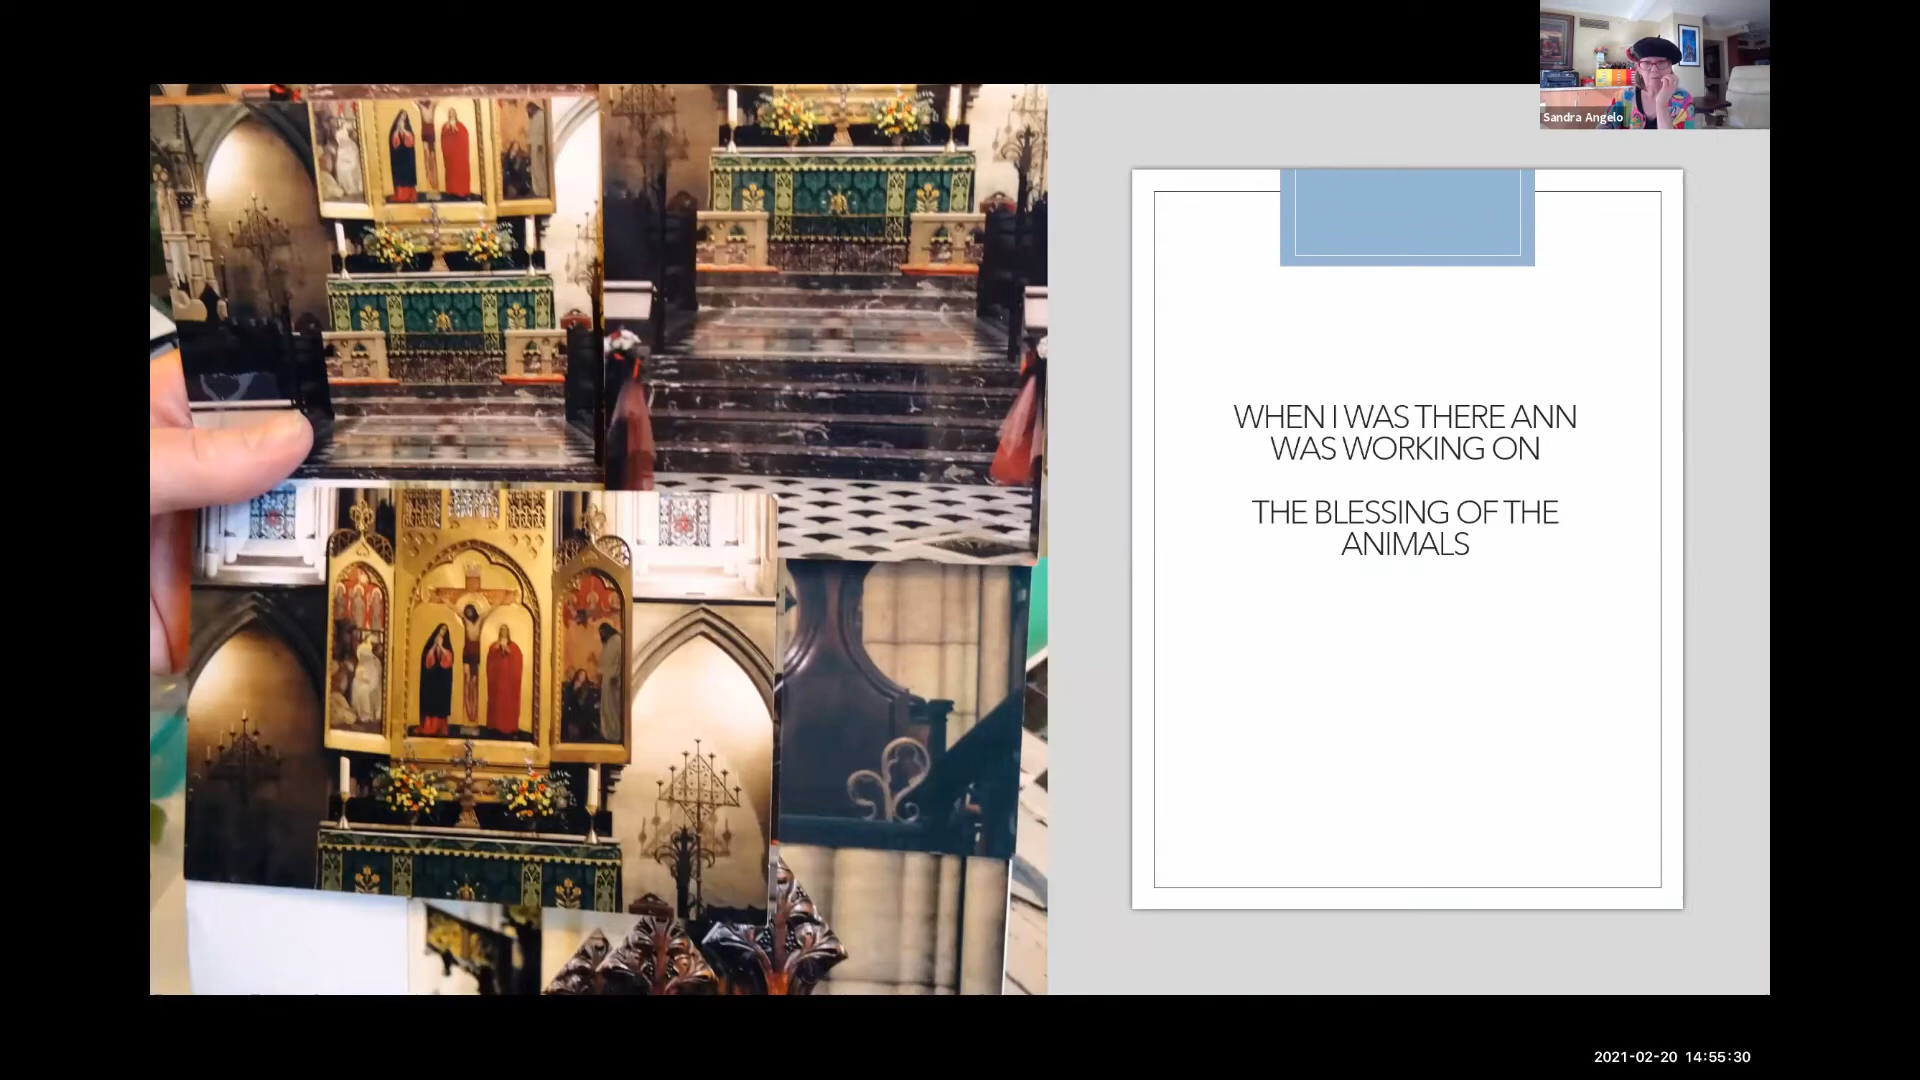 Sandra Angelo
WHEN I WAS THERE ANN
WAS WORKING ON
THE BLESSING OF THE
ANIMALS
2021-02-20 14:55:30